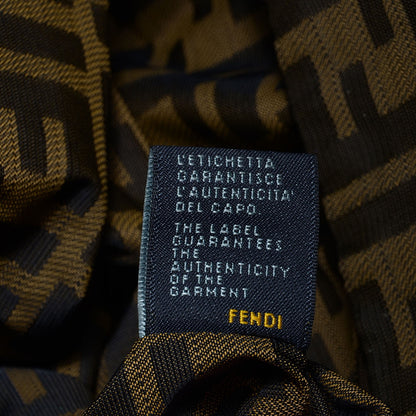 L'ETICHETTA
GARANTISCE
L'AUTENTICITA'
DEL CAPO.
THE LABEL
GUARANTEES
THE
AUTHENTICITY
OF THE
GARMENT
FENDI